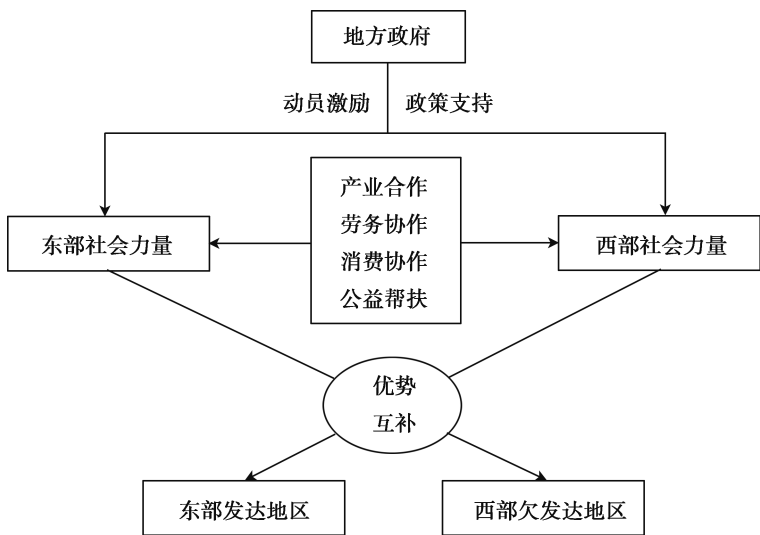 地方政府
动员激励 政策支持
产业合作
劳务协作
消费协作
公益帮扶
东部社会力量
西部社会力量
优势
互补
东部发达地区
西部欠发达地区